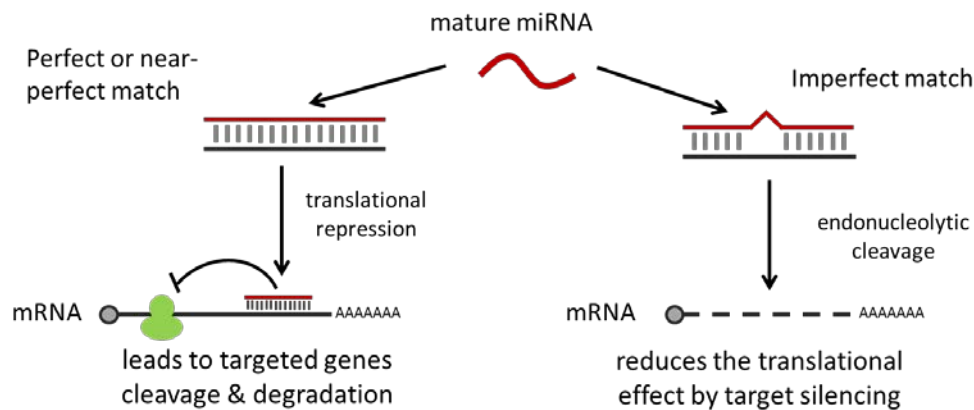 mature miRNA
Perfect or near-
perfect match
Imperfect match
translational
repression
endonucleolytic
cleavage
mRNA
AAAAAAA
mRNA
AAAAAAA
leads to targeted genes
cleavage & degradation
reduces the translational
effect by target silencing